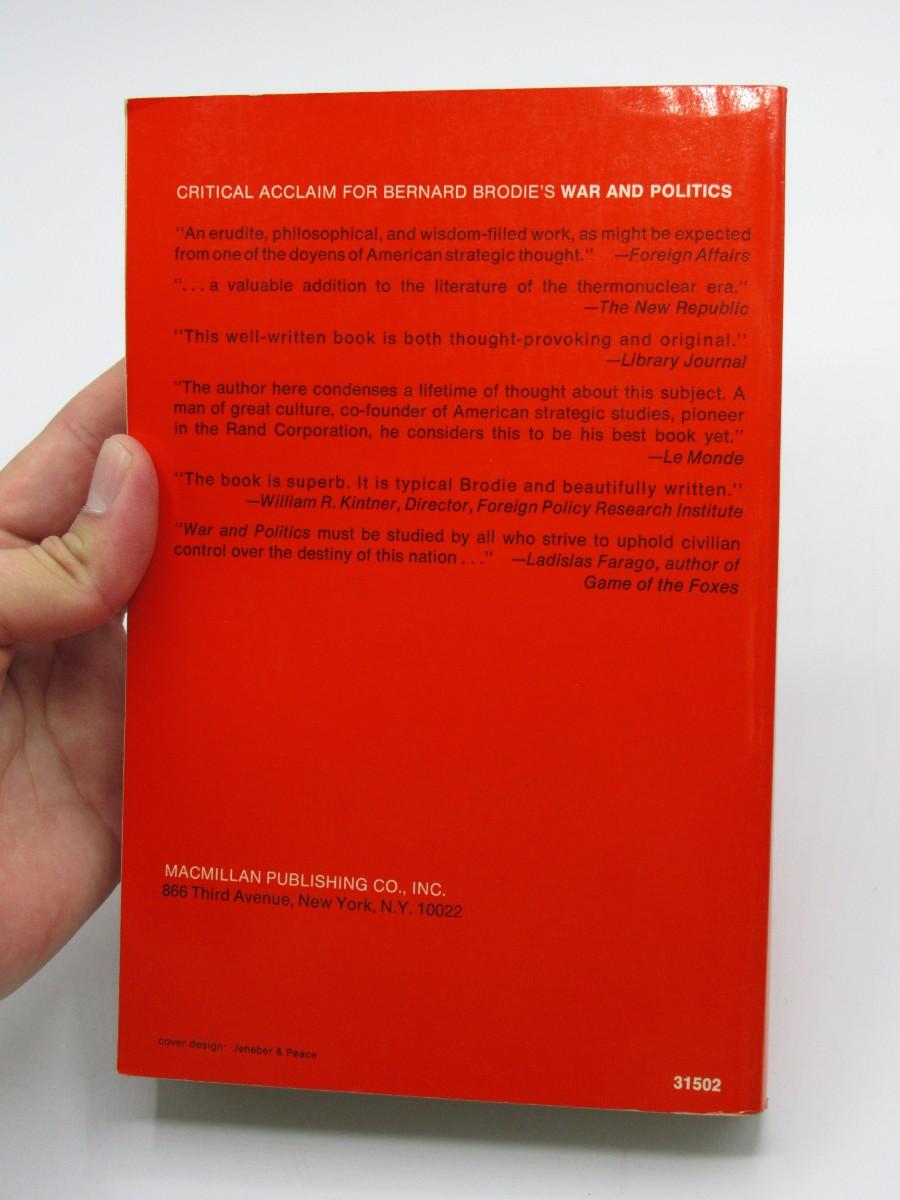 CRITICAL ACCLAIM FOR BERNARD BRODIE'S WAR AND POLITICS
"An erudite, philosophical, and wisdom-filled work, as might be expected
from one of the doyens of American strategic thought." —Foreign Affairs
". . . a valuable addition to the literature of the thermonuclear era."
—The New Republic
"This well-written book is both thought-provoking and original."
—Library Journal
"The author here condenses a lifetime of thought about this subject. A
man of great culture, co-founder of American strategic studies, pioneer
in the Rand Corporation, he considers this to be his best book yet."
—Le Monde
"The book is superb. It is typical Brodie and beautifully written."
—William R. Kintner, Director, Foreign Policy Research Institute
"War and Politics must be studied by all who strive to uphold civilian
control over the destiny of this nation . . ." —Ladislas Farago, author of
Game of the Foxes
MACMILLAN PUBLISHING CO., INC.
866 Third Avenue, New York, N.Y. 10022
cover design: Jeheber & Peace
31502